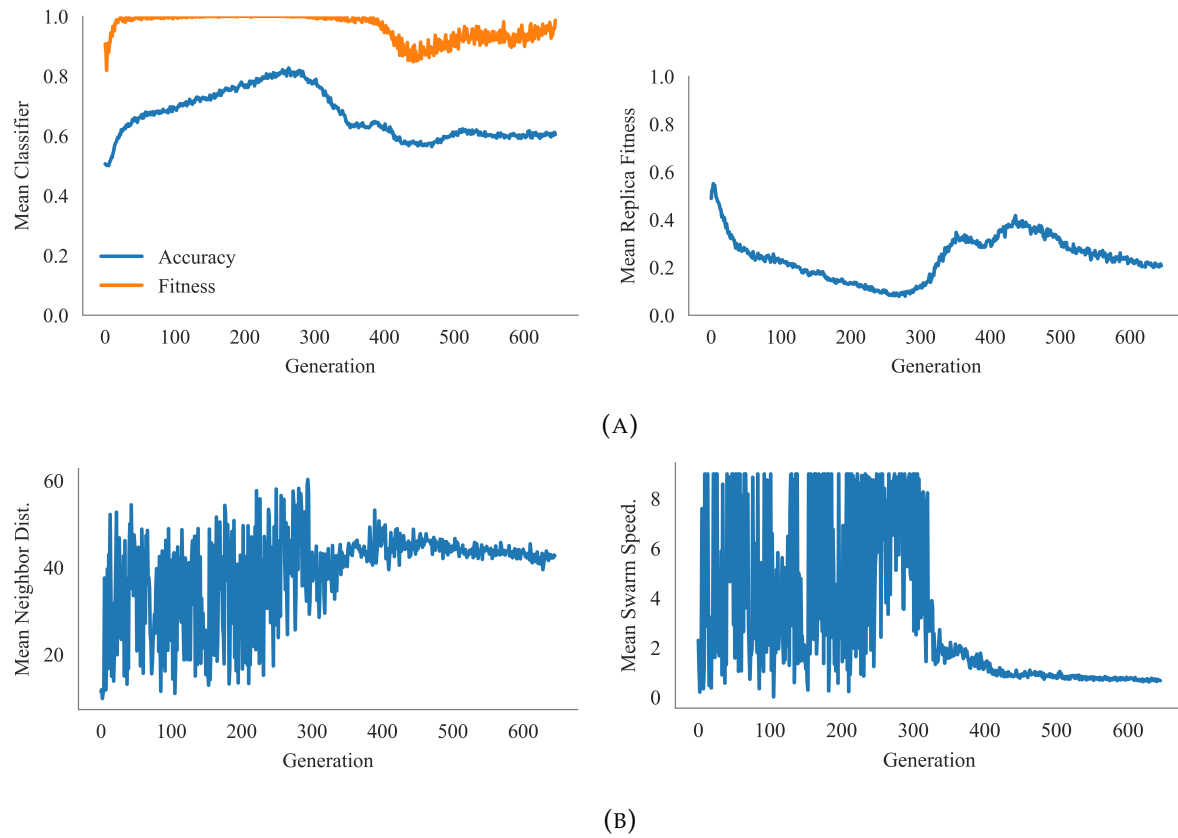 1.0
0.8
0.6
0.4
0.2
0.0
Mean Classifier
Accuracy
Fitness
0 100 200 300 400 500 600
Generation
1.0
0.8
0.6
0.4
0.2
0.0
Mean Replica Fitness
0 100 200 300 400 500 600
Generation
(A)
60
40
20
Mean Neighbor Dist.
0 100 200 300 400 500 600
Generation
8
6
4
2
0
Mean Swarm Speed.
0 100 200 300 400 500 600
Generation
(B)